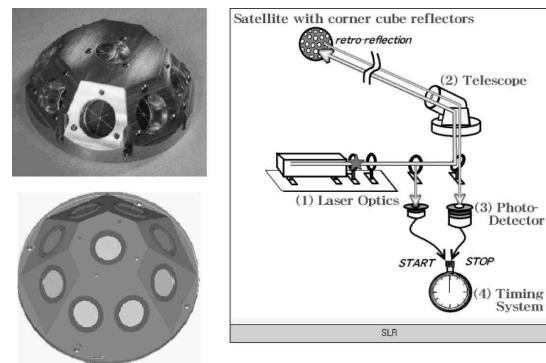 Satellite with corner cube reflectors
retro-reflection
(2) Telescope
(1) Laser Optics
(3) Photo-
Detector
START
STOP
(4) Timing
System
SLR